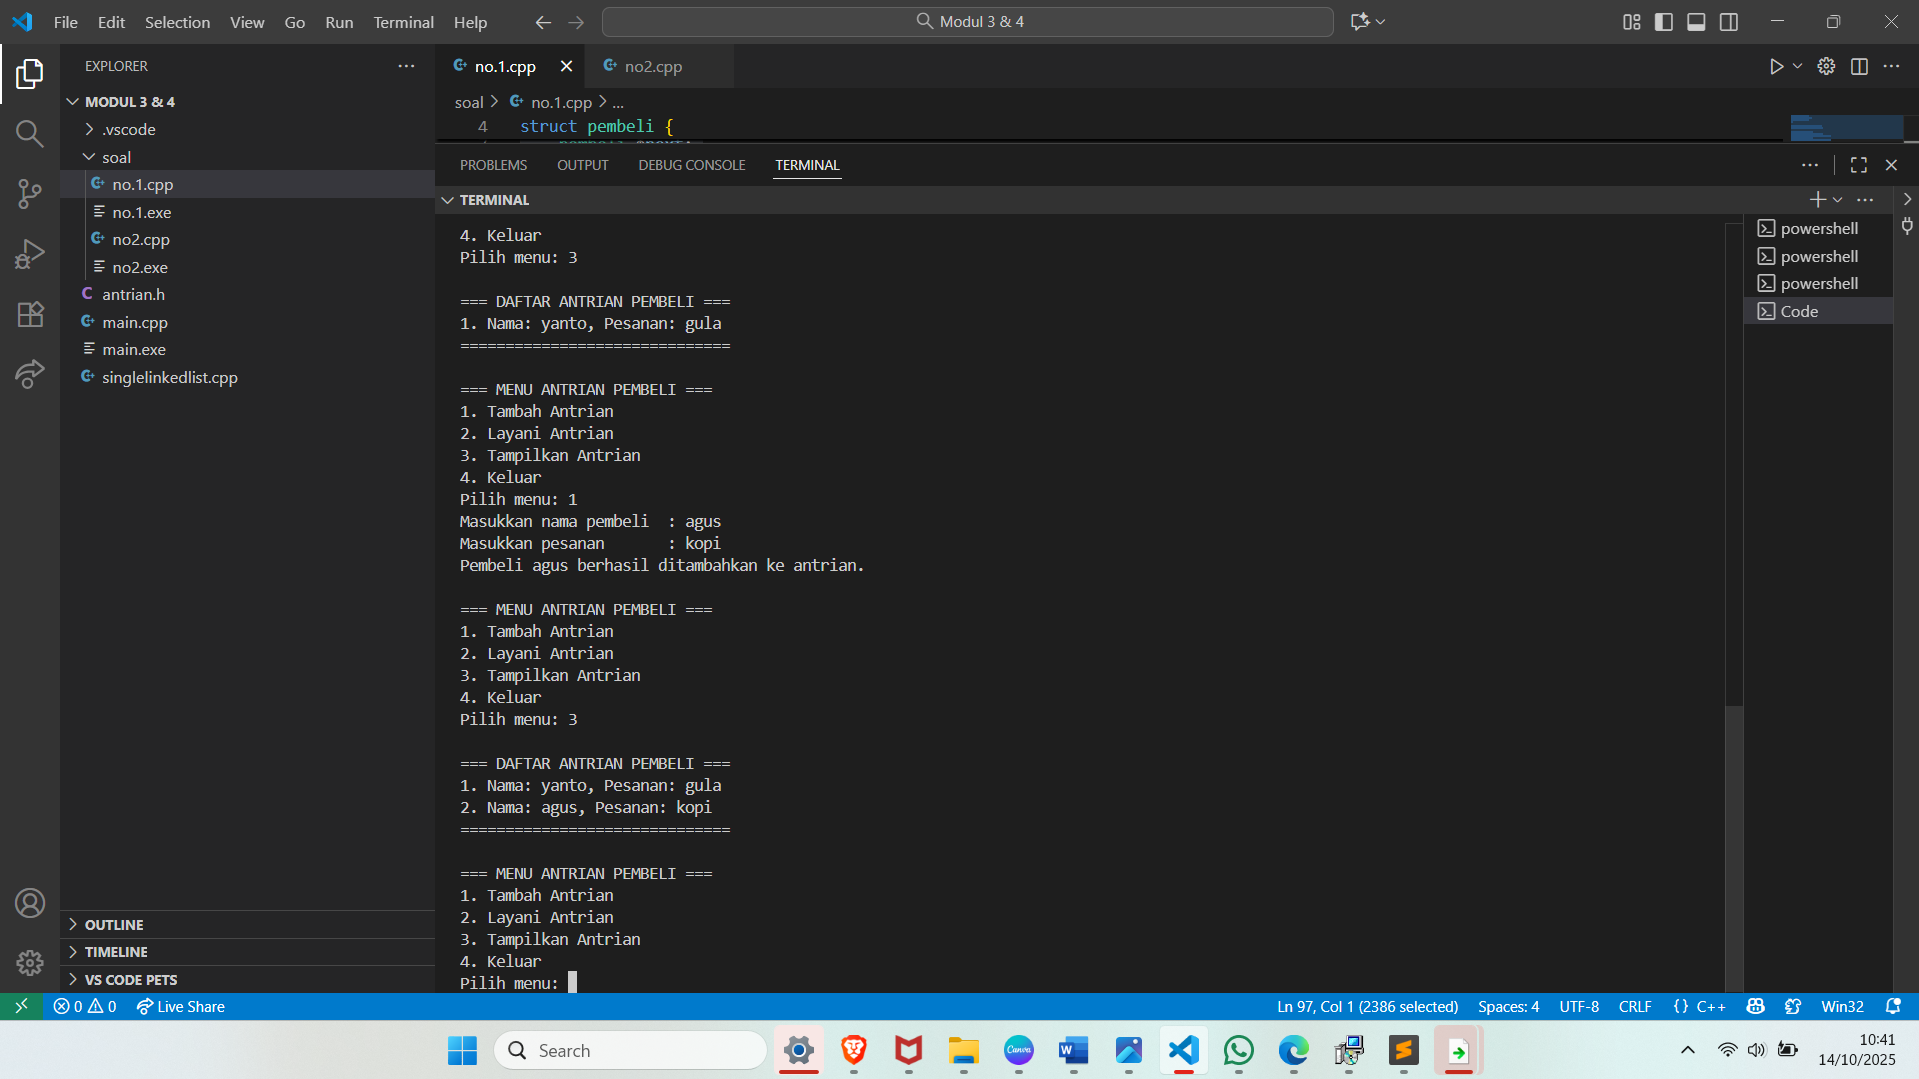 File Edit Selection View Go Run Terminal Help
Modul 3 & 4
EXPLORER
MODUL 3 & 4
.vscode
soal
no.1.cpp
no.1.exe
no2.cpp
no2.exe
antrian.h
main.cpp
main.exe
singlelinkedlist.cpp
OUTLINE
TIMELINE
VS CODE PETS
no.1.cpp
no2.cpp
soal > no.1.cpp > ...
4 struct pembeli {
PROBLEMS OUTPUT DEBUG CONSOLE TERMINAL
TERMINAL
4. Keluar
Pilih menu: 3
=== DAFTAR ANTRIAN PEMBELI ===
1. Nama: yanto, Pesanan: gula
==============================
=== MENU ANTRIAN PEMBELI ===
1. Tambah Antrian
2. Layani Antrian
3. Tampilkan Antrian
4. Keluar
Pilih menu: 1
Masukkan nama pembeli  : agus
Masukkan pesanan       : kopi
Pembeli agus berhasil ditambahkan ke antrian.
=== MENU ANTRIAN PEMBELI ===
1. Tambah Antrian
2. Layani Antrian
3. Tampilkan Antrian
4. Keluar
Pilih menu: 3
=== DAFTAR ANTRIAN PEMBELI ===
1. Nama: yanto, Pesanan: gula
2. Nama: agus, Pesanan: kopi
==============================
=== MENU ANTRIAN PEMBELI ===
1. Tambah Antrian
2. Layani Antrian
3. Tampilkan Antrian
4. Keluar
Pilih menu:
powershell
powershell
powershell
Code
0 0 Live Share
Ln 97, Col 1 (2386 selected) Spaces: 4 UTF-8 CRLF {} C++ Win32
Search
Canva
10:41
14/10/2025